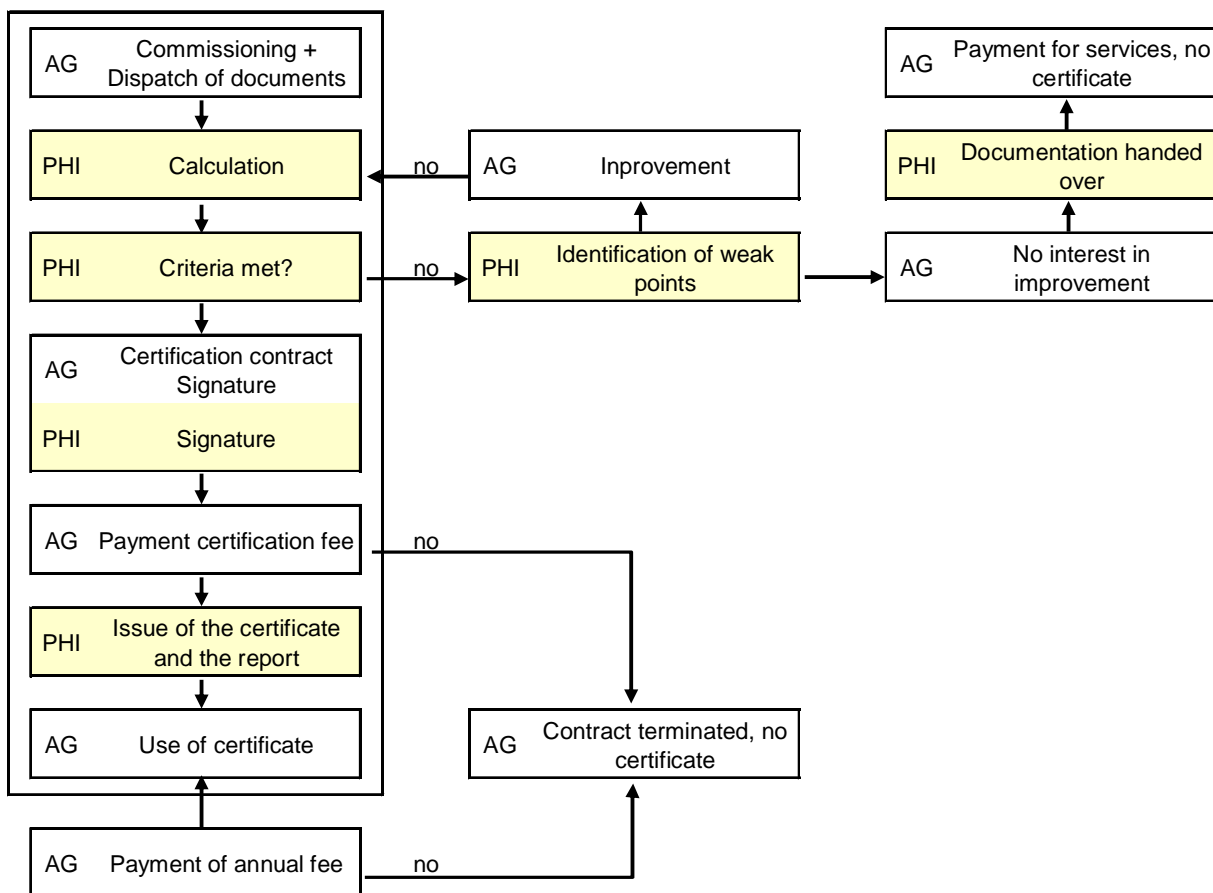 AG
Commissioning +
Dispatch of documents
PHI
Calculation
PHI
Criteria met?
AG
Certification contract
Signature
PHI
Signature
AG
Payment certification fee
PHI
Issue of the certificate
and the report
AG
Use of certificate
AG
Payment of annual fee
no
AG
Inprovement
no
PHI
Identification of weak
points
AG
Payment for services, no
certificate
PHI
Documentation handed
over
AG
No interest in
improvement
no
AG
Contract terminated, no
certificate
no